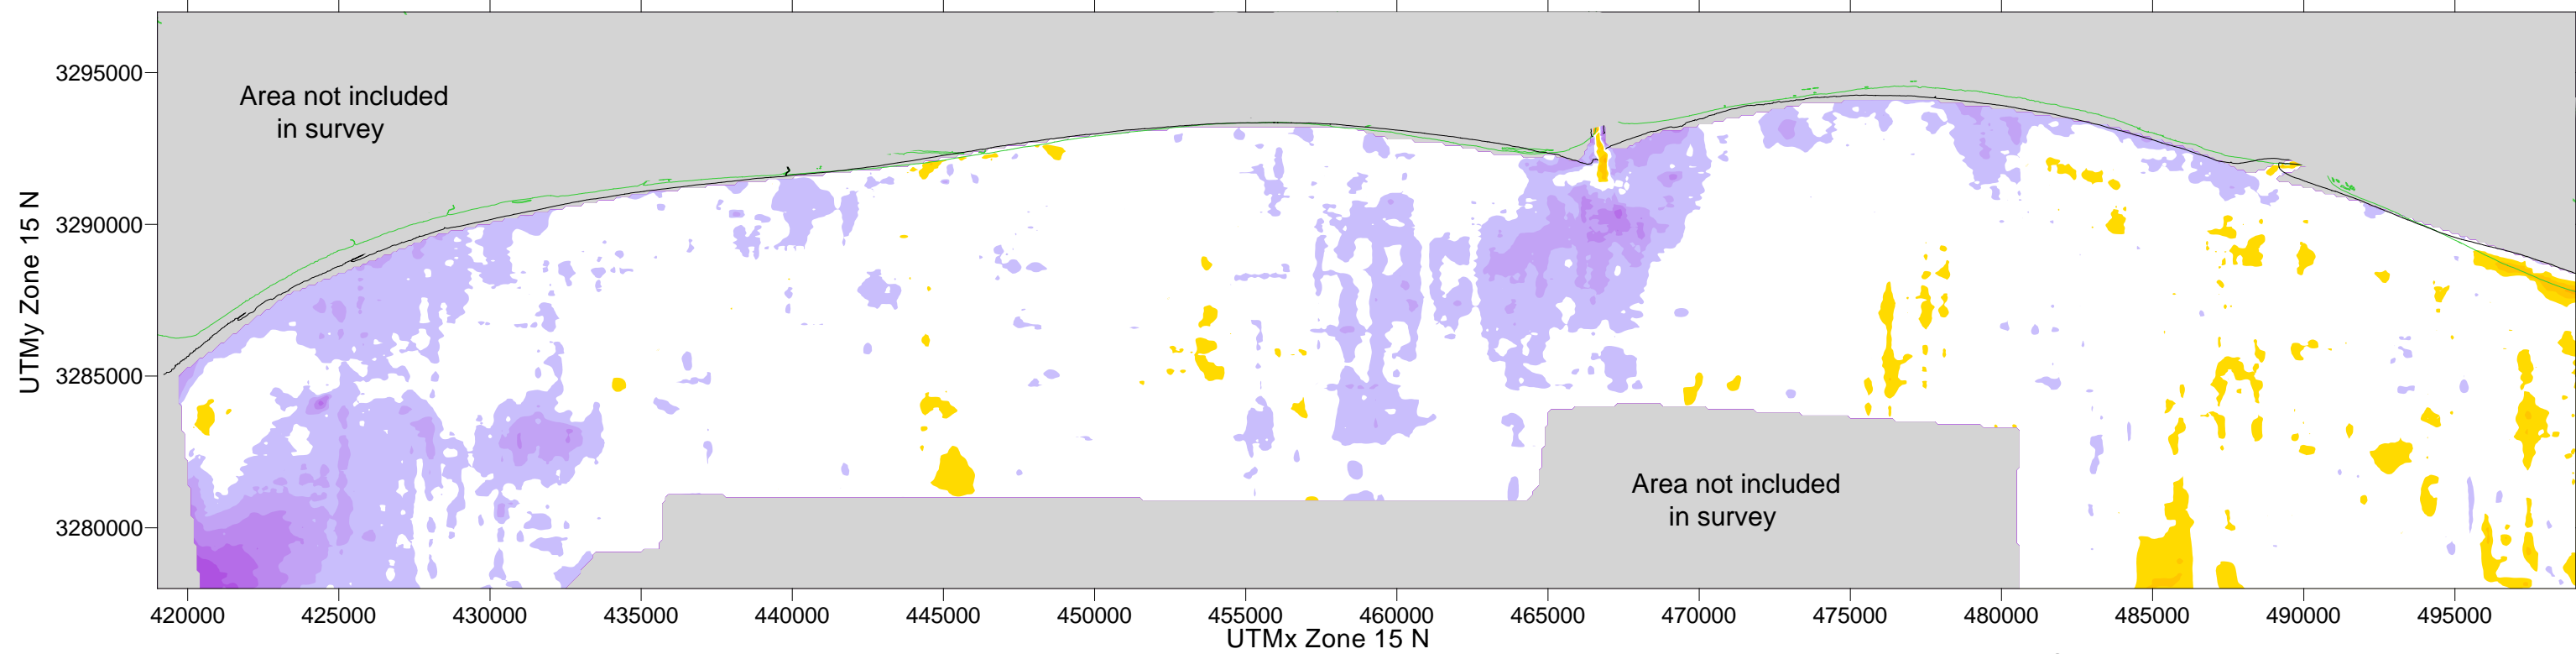 3295000
Area not included
in survey
3290000
UTMy Zone 15 N
3285000
Area not included
in survey
3280000
420000 425000 430000 435000 440000 445000 450000 455000 460000 465000 470000 475000 480000 485000 490000 495000
UTMx Zone 15 N